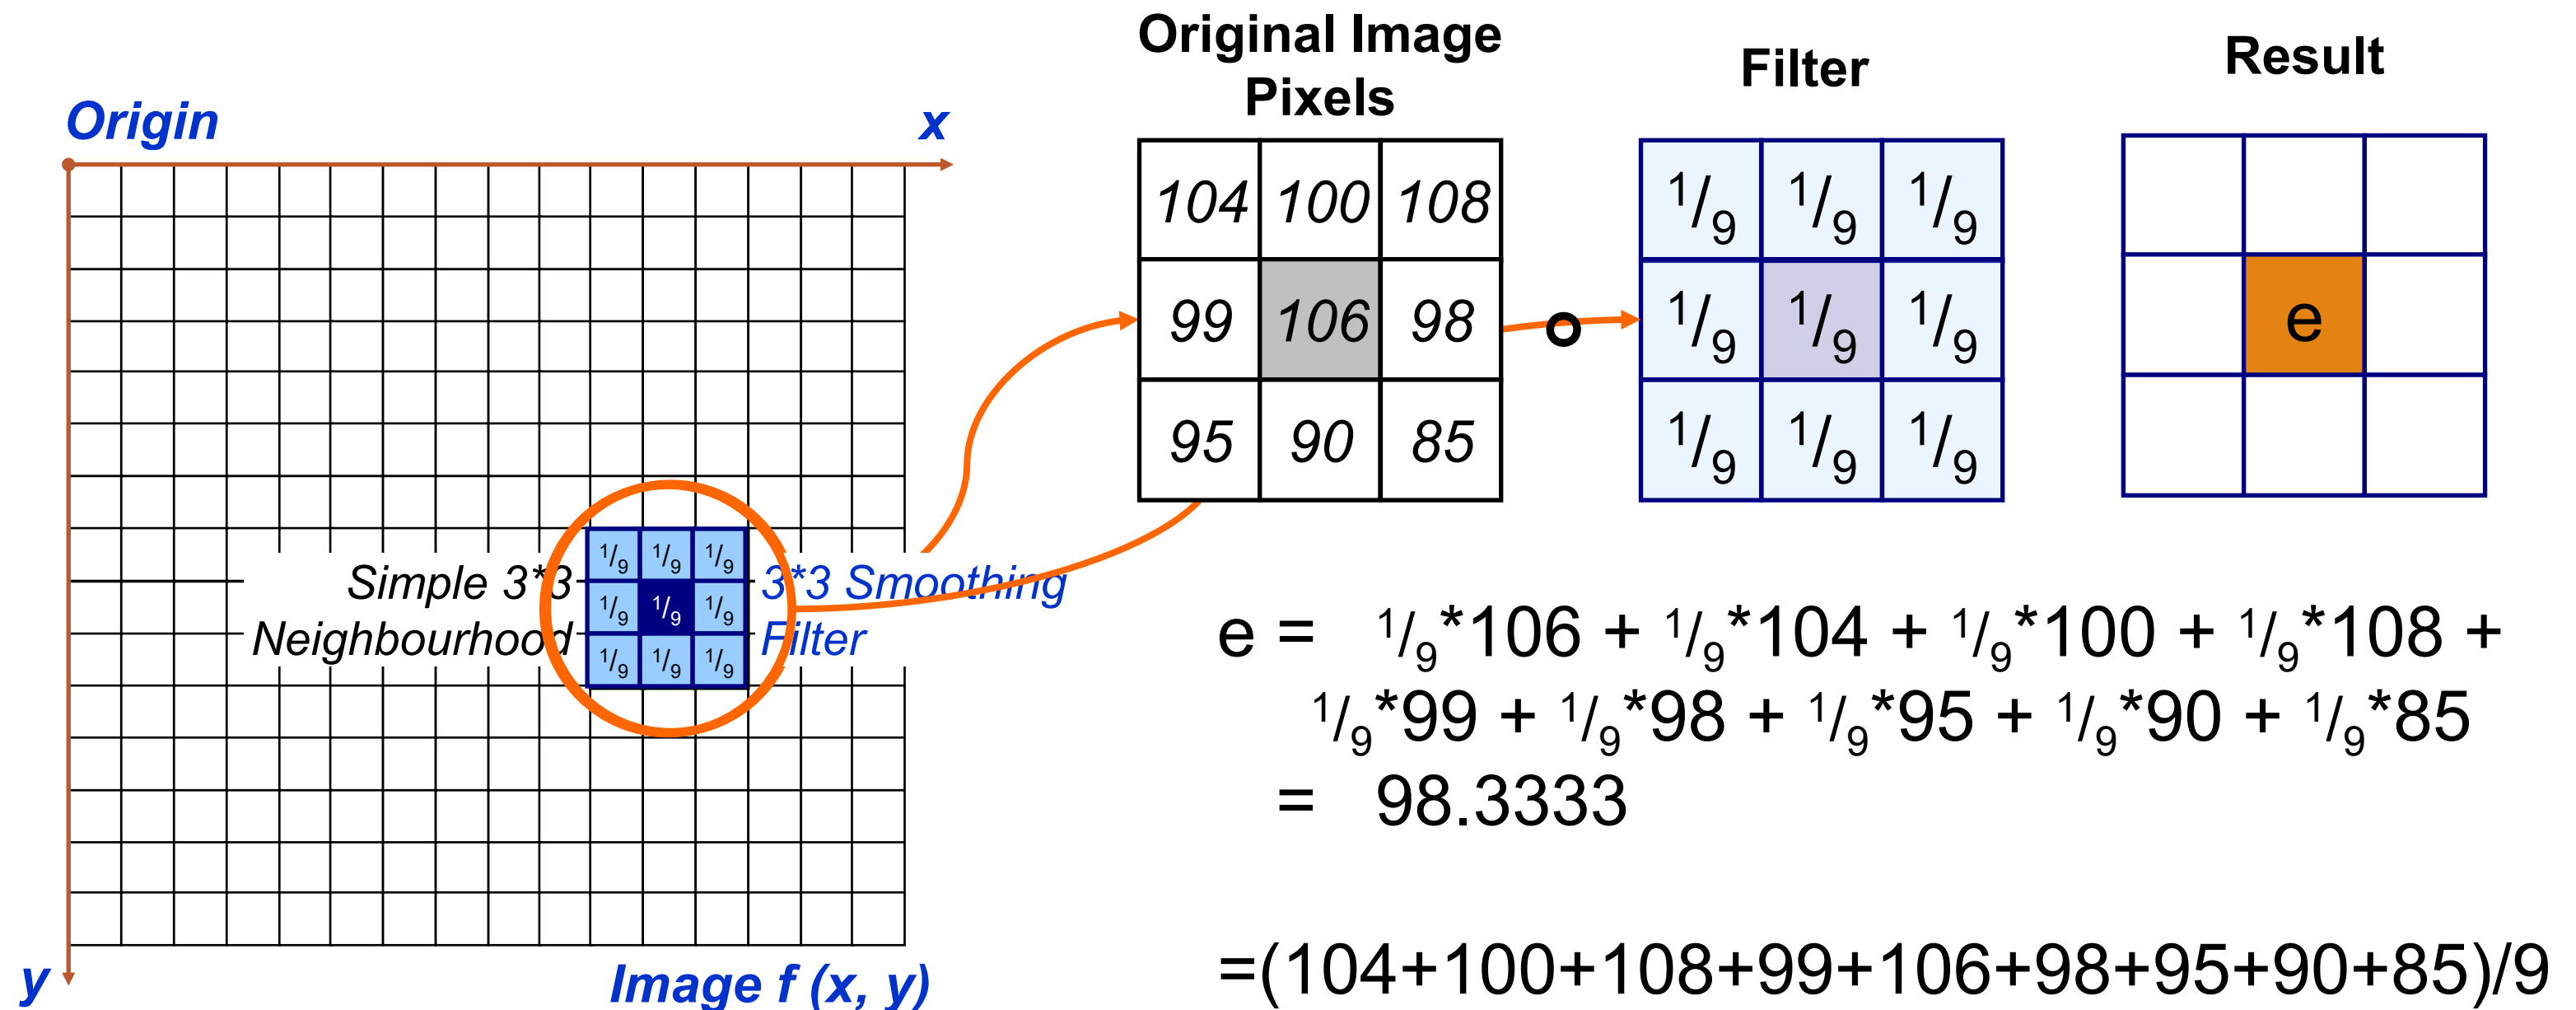 Origin
x
Simple 3*3
Neighbourhood
1/9 1/9 1/9
1/9 1/9 1/9
1/9 1/9 1/9
3*3 Smoothing
Filter
y
Image f (x, y)
Original Image
Pixels
104 100 108
99 106 98
95 90 85
Filter
1/9 1/9 1/9
1/9 1/9 1/9
1/9 1/9 1/9
Result
e
e = 1/9*106 + 1/9*104 + 1/9*100 + 1/9*108 +
1/9*99 + 1/9*98 + 1/9*95 + 1/9*90 + 1/9*85
= 98.3333
=(104+100+108+99+106+98+95+90+85)/9